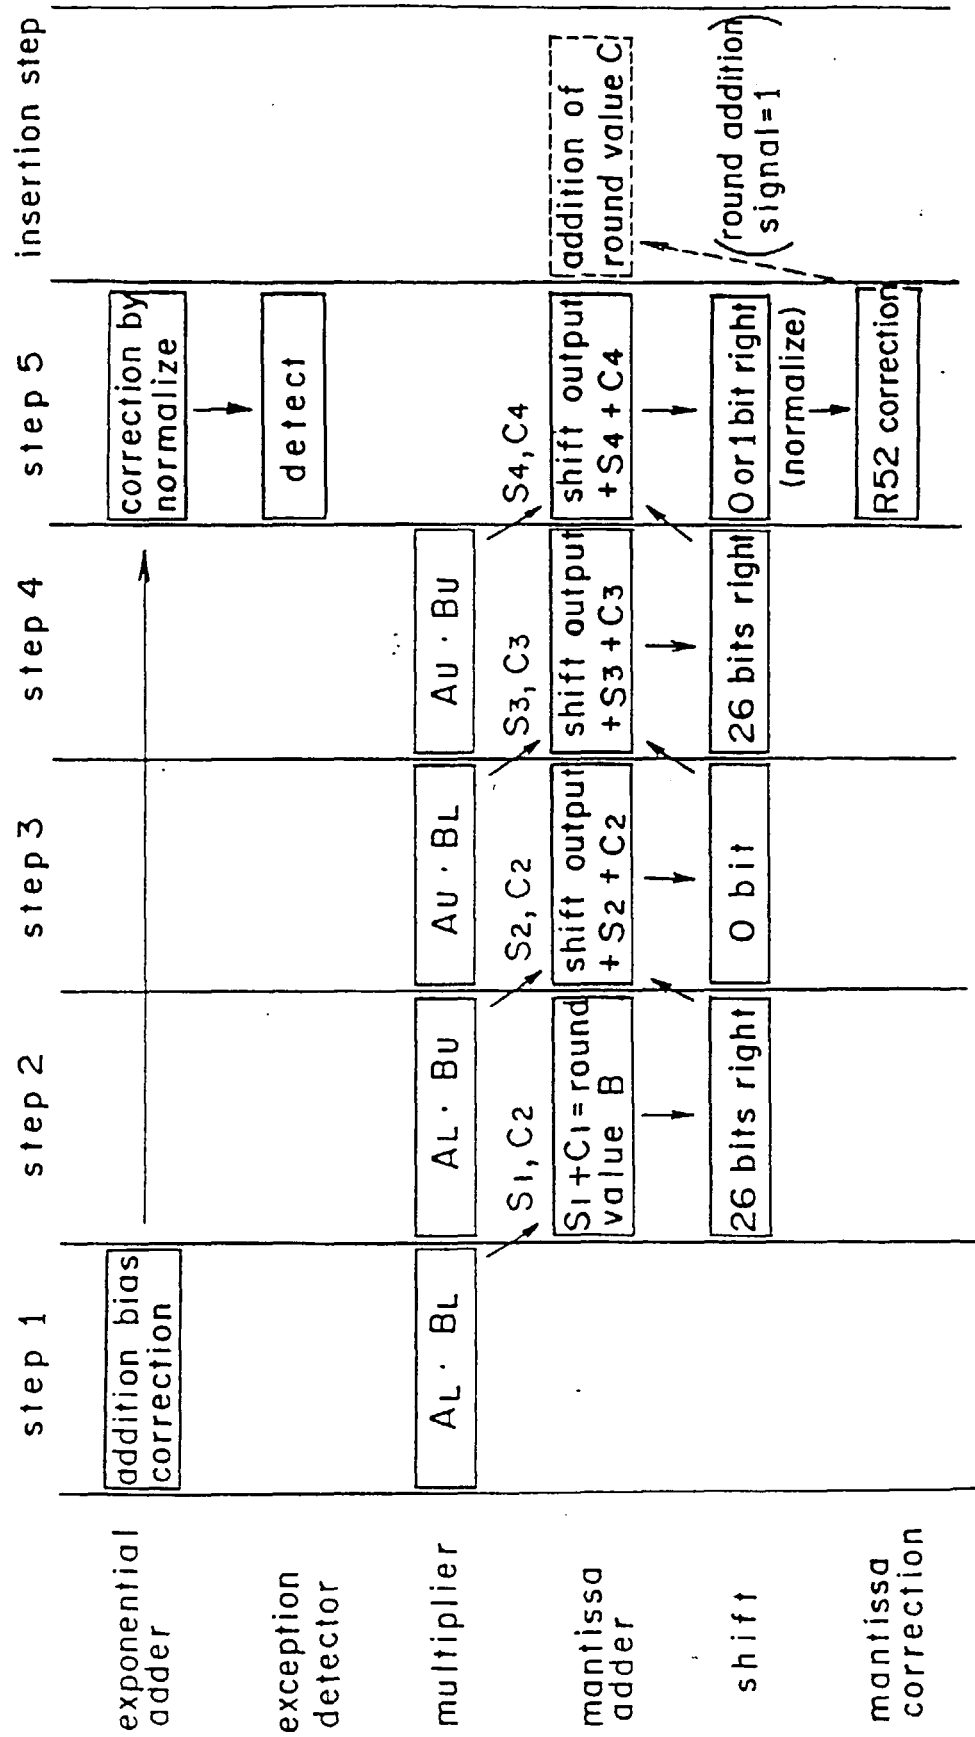 step 1
step 2
step 3
step 4
step 5
insertion step
exponential
adder
addition bias
correction
correction by
normalize
exception
detector
detect
multiplier
AL · BL
AL · BU
AU · BL
AU · BU
S1, C2
S2, C2
S3, C3
S4, C4
mantissa
adder
S1+C1=round
value B
shift output
+S2+C2
shift output
+S3+C3
shift output
+S4+C4
addition of
round value C
shift
26 bits right
0 bit
26 bits right
0 or 1 bit right
(normalize)
(round addition
signal=1)
mantissa
correction
R52 correction